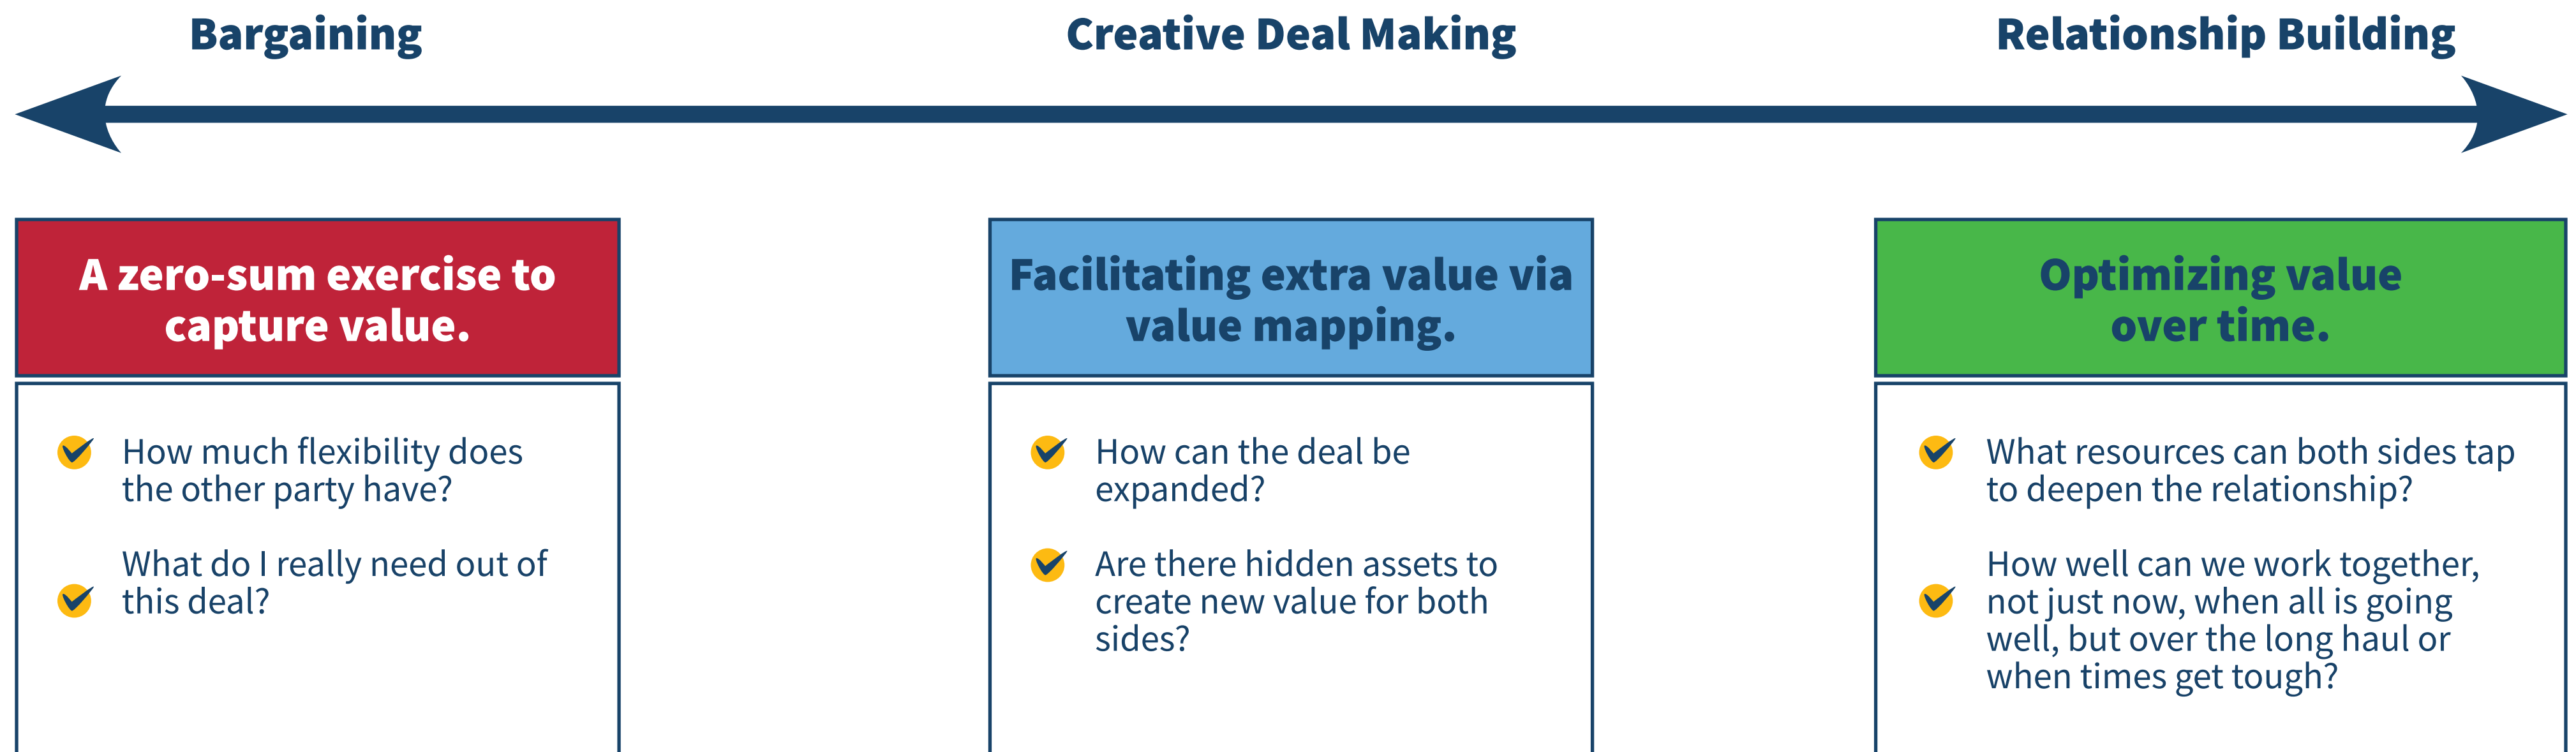 Bargaining
Creative Deal Making
Relationship Building
A zero-sum exercise to
capture value.
How much flexibility does
the other party have?
What do I really need out of
this deal?
Facilitating extra value via
value mapping.
How can the deal be
expanded?
Are there hidden assets to
create new value for both
sides?
Optimizing value
over time.
What resources can both sides tap
to deepen the relationship?
How well can we work together,
not just now, when all is going
well, but over the long haul or
when times get tough?